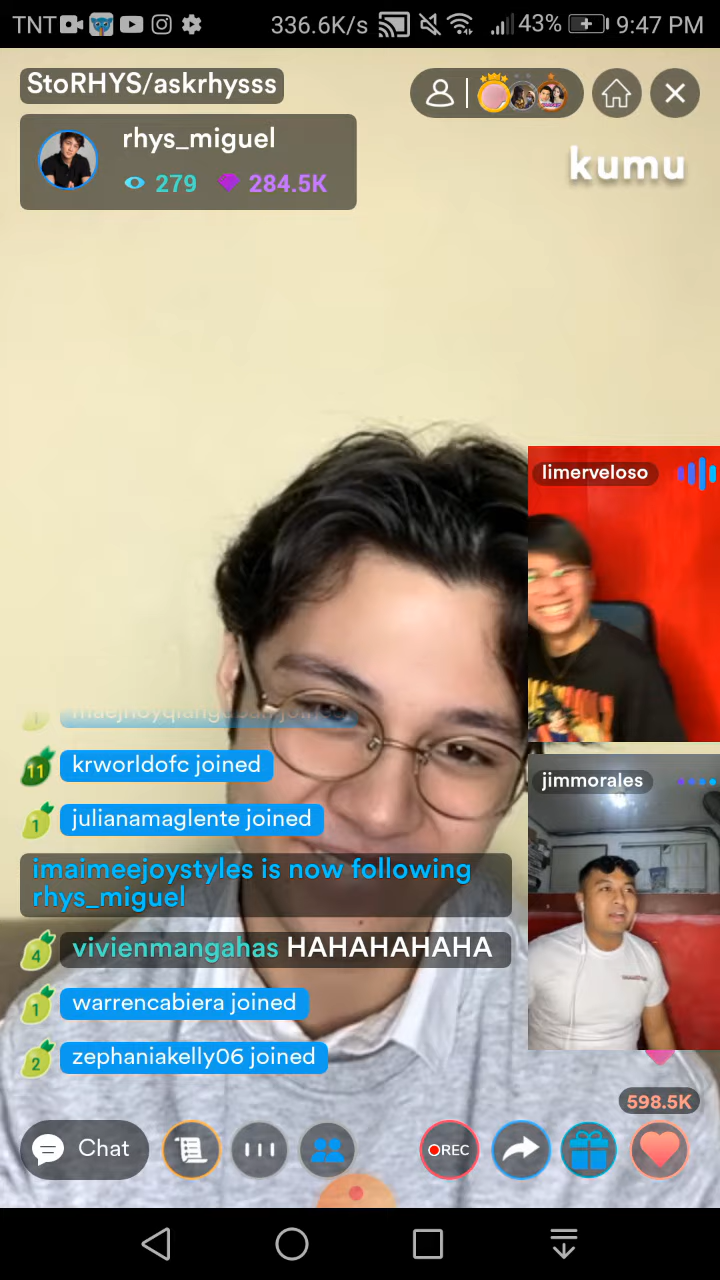 TNT
336.6K/s
43%
9:47 PM
StoRHYS/askrhysss
rhys_miguel
279
284.5K
kumu
limerveloso
jimmorales
11
krworldofc joined
1
julianamaglente joined
imaimeejoystyles is now following
rhys_miguel
4
vivienmangahas HAHAHAHAHA
1
warrencabiera joined
2
zephaniakelly06 joined
598.5K
Chat
REC